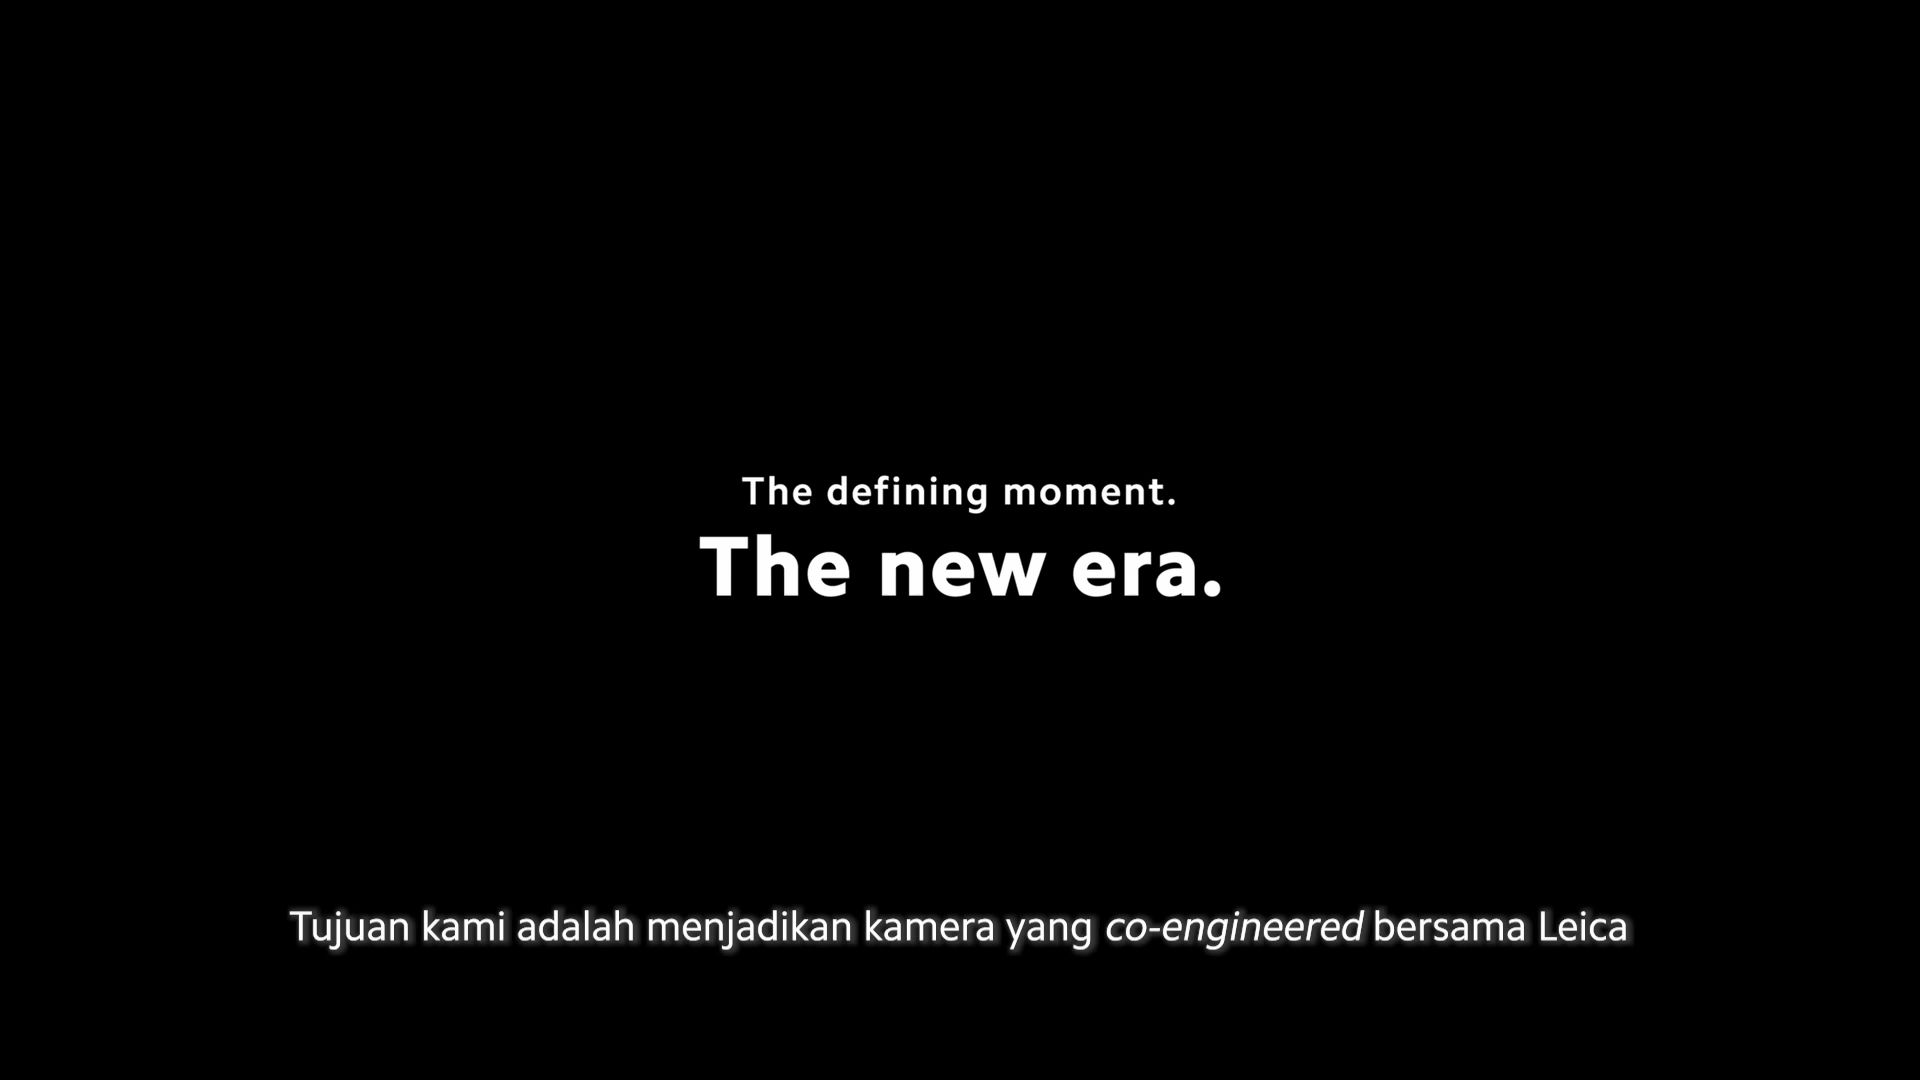 The defining moment.
The new era.
Tujuan kami adalah menjadikan kamera yang co-engineered bersama Leica